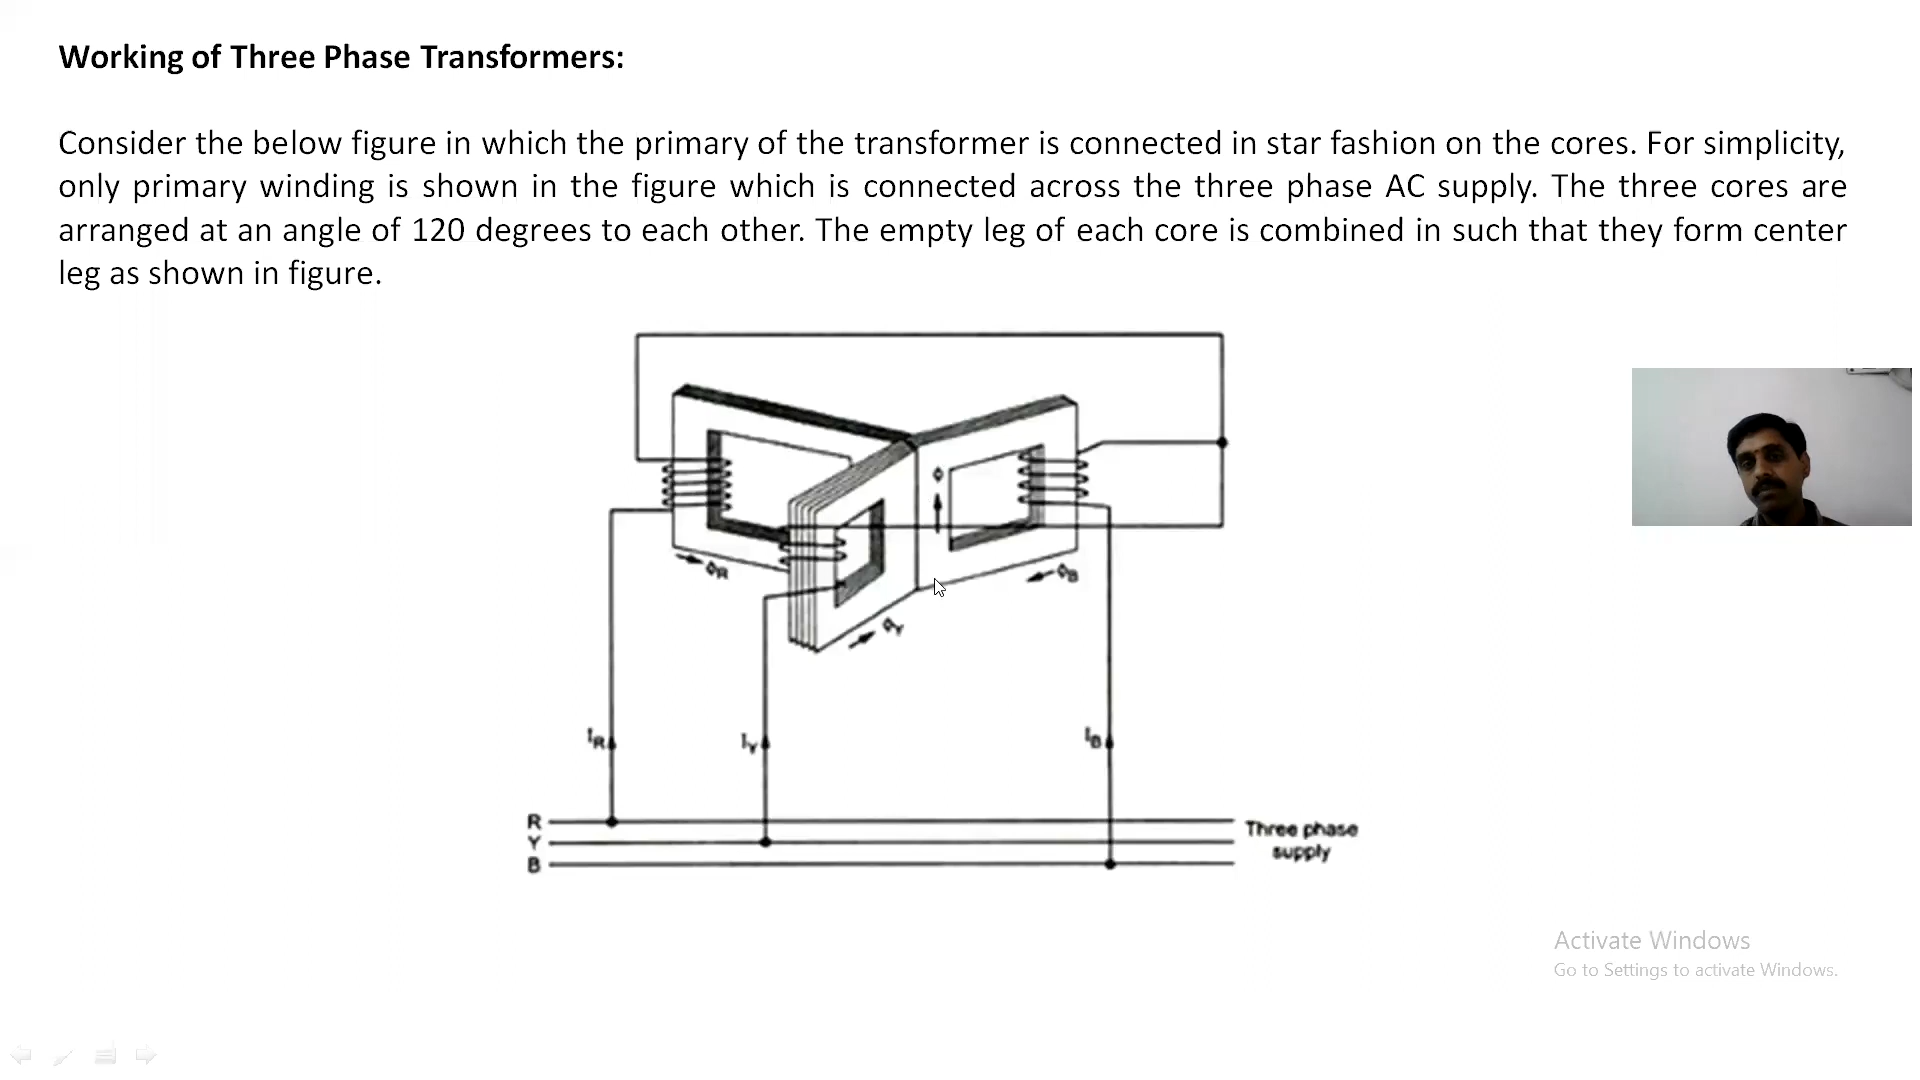 Working of Three Phase Transformers:
Consider the below figure in which the primary of the transformer is connected in star fashion on the cores. For simplicity,
only primary winding is shown in the figure which is connected across the three phase AC supply. The three cores are
arranged at an angle of 120 degrees to each other. The empty leg of each core is combined in such that they form center
leg as shown in figure.
ϕ
ϕR
ϕB
ϕY
IR
IY
IB
R
Y
B
Three phase
supply
Activate Windows
Go to Settings to activate Windows.